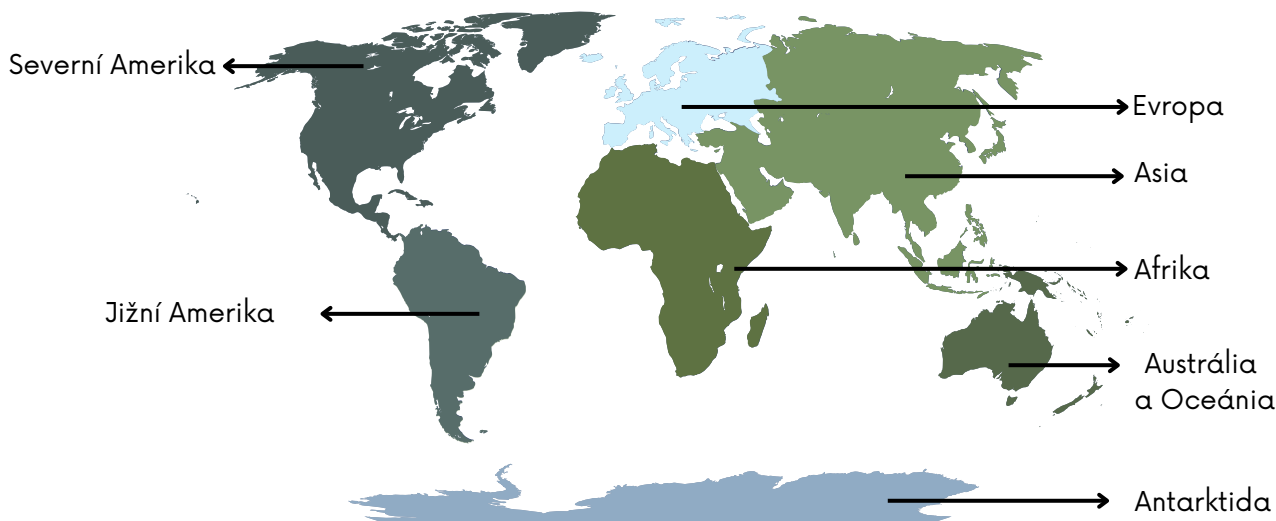 Severní Amerika
Evropa
Asia
Afrika
Jižní Amerika
Austrália
a Oceánia
Antarktida